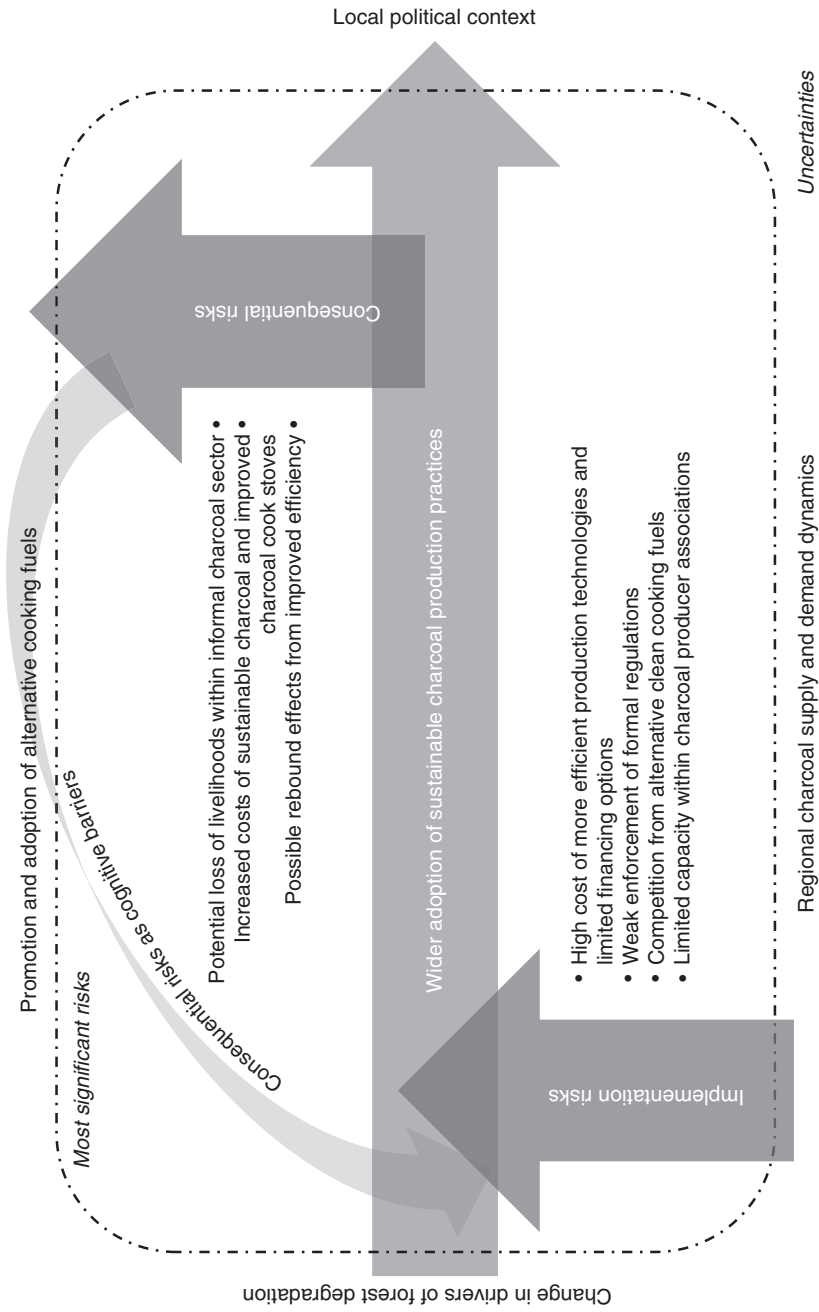 Promotion and adoption of alternative cooking fuels
Most significant risks
Consequential risks as cognitive barriers
Potential loss of livelihoods within informal charcoal sector •
Increased costs of sustainable charcoal and improved •
charcoal cook stoves
Possible rebound effects from improved efficiency •
Consequential risks
Change in drivers of forest degradation
Wider adoption of sustainable charcoal production practices
Local political context
Implementation risks
• High cost of more efficient production technologies and
limited financing options
• Weak enforcement of formal regulations
• Competition from alternative clean cooking fuels
• Limited capacity within charcoal producer associations
Regional charcoal supply and demand dynamics
Uncertainties